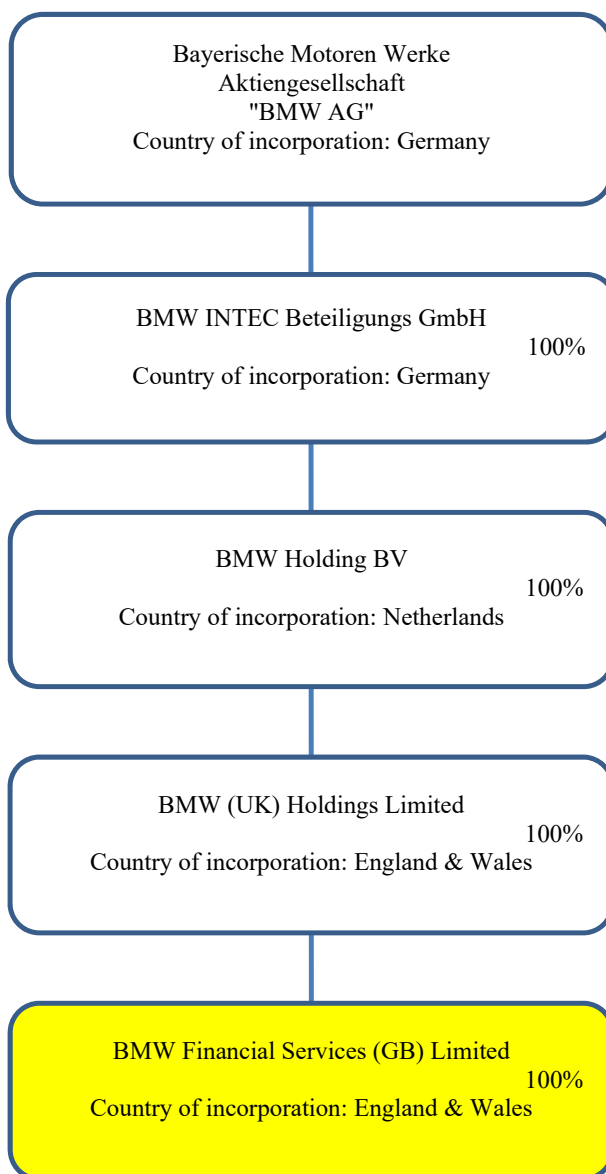 Bayerische Motoren Werke
Aktiengesellschaft
"BMW AG"
Country of incorporation: Germany
BMW INTEC Beteiligungs GmbH
100%
Country of incorporation: Germany
BMW Holding BV
100%
Country of incorporation: Netherlands
BMW (UK) Holdings Limited
100%
Country of incorporation: England & Wales
BMW Financial Services (GB) Limited
100%
Country of incorporation: England & Wales